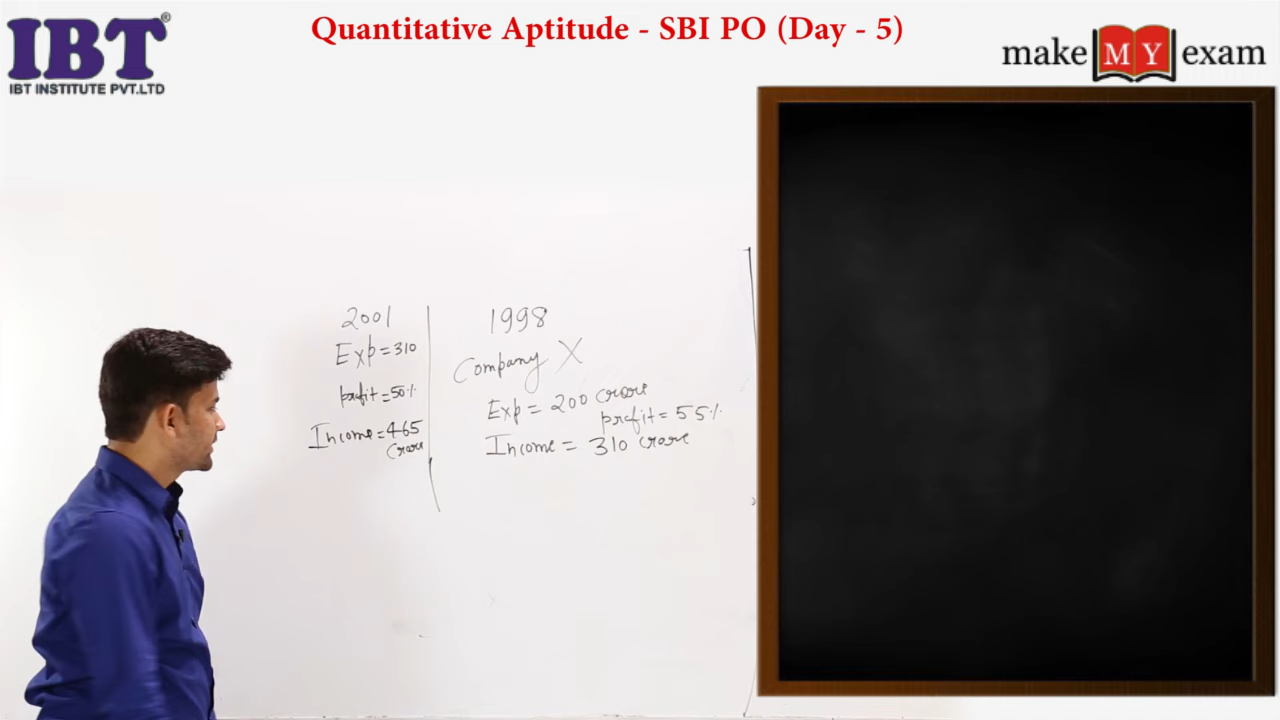 IBT®
IBT INSTITUTE PVT.LTD
Quantitative Aptitude - SBI PO (Day - 5)
make MY exam
2001
Exp=310
profit=50%
Income=465
crore
1998
Company X
Exp = 200 crore
profit = 55%
Income = 310 crore